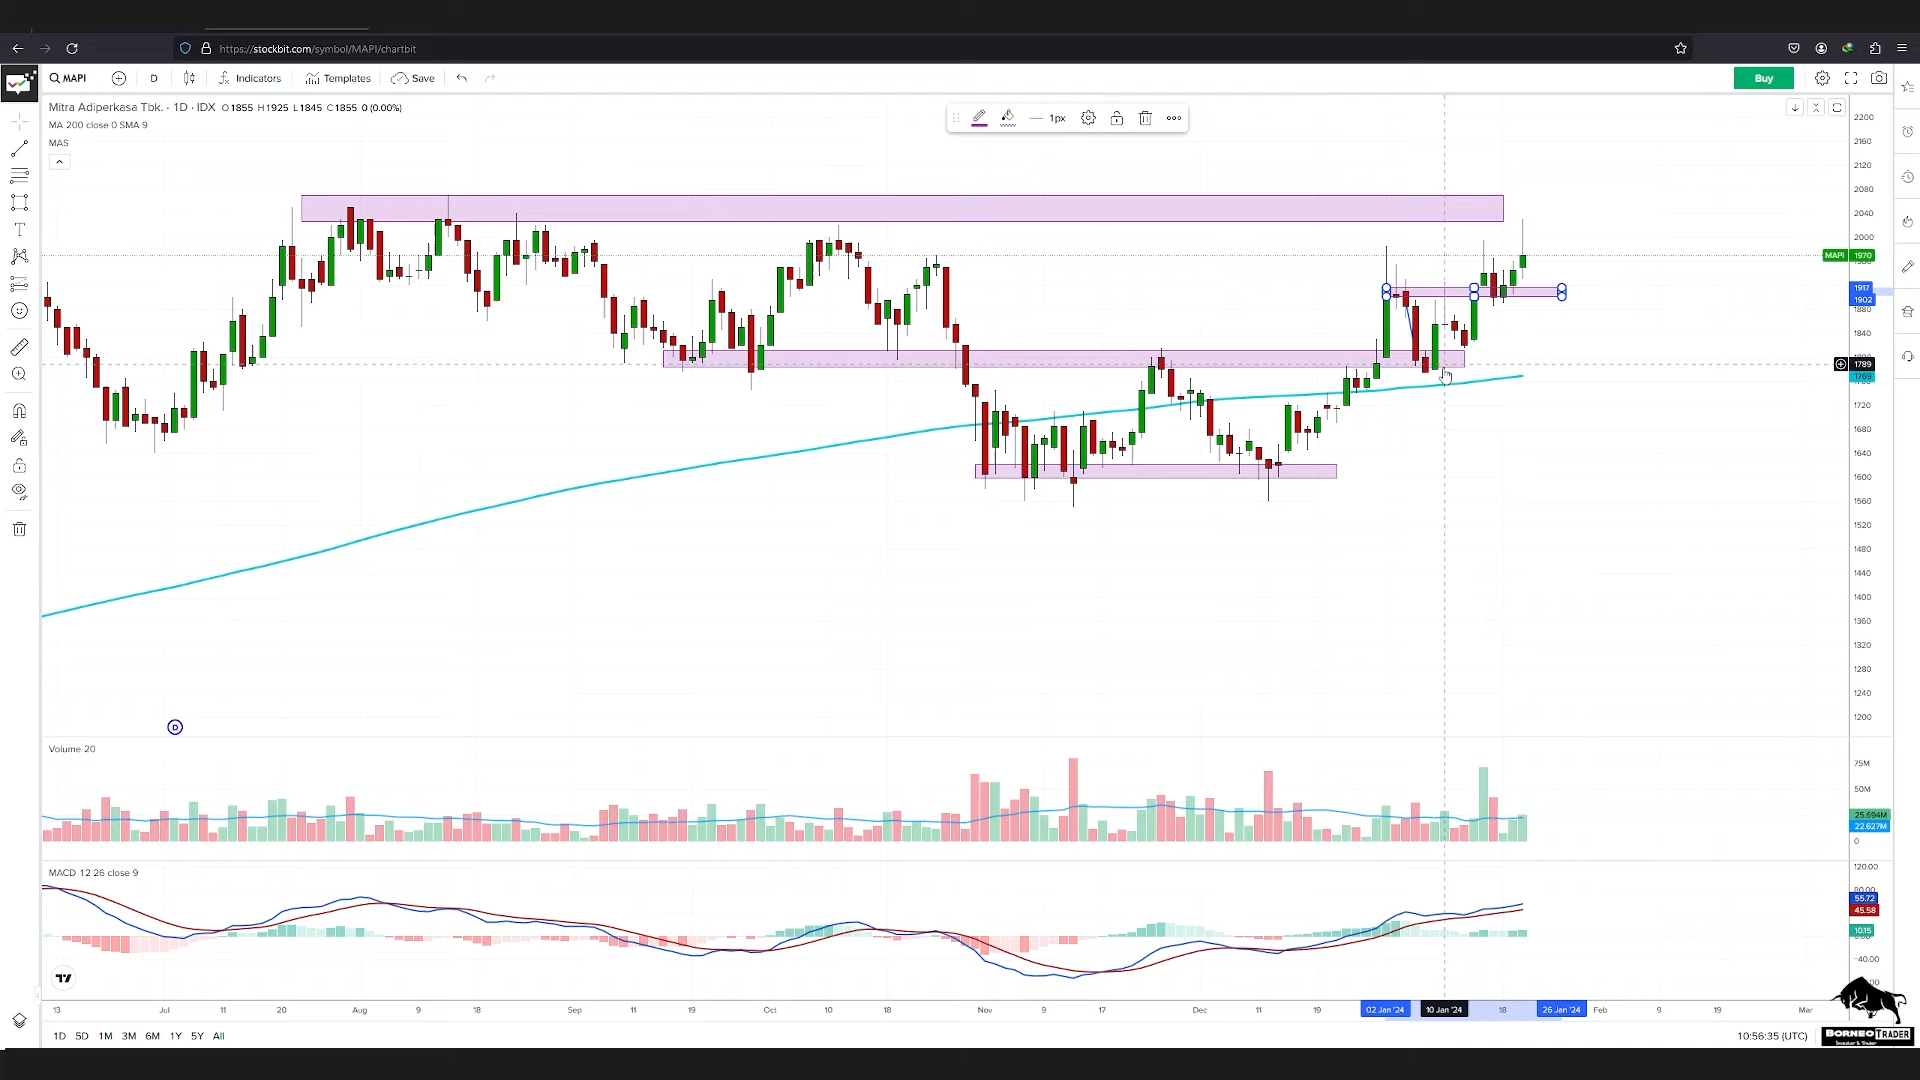 https://stockbit.com/symbol/MAPI/chartbit
MAPI D Indicators Templates Save Buy
Mitra Adiperkasa Tbk. · 1D · IDX O1855 H1925 L1845 C1855 0 (0.00%)
MA 200 close 0 SMA 9
MAS
1px
2200
2160
2120
2080
2040
2000
MAPI 1970
1917
1902
1880
1840
1789
1769
1720
1680
1640
1600
1560
1520
1480
1440
1400
1360
1320
1280
1240
1200
D
Volume 20
75M
50M
25.694M
22.627M
0
MACD 12 26 close 9
120.00
80.00
55.72
45.58
10.15
-40.00
13 Jul 11 20 Aug 9 18 Sep 11 19 Oct 10 18 Nov 9 17 Dec 11 19 02 Jan '24 10 Jan '24 18 26 Jan '24 Feb 9 19 Mar
1D 5D 1M 3M 6M 1Y 5Y All
10:56:35 (UTC)
BORNEO TRADER
Investor & Trader